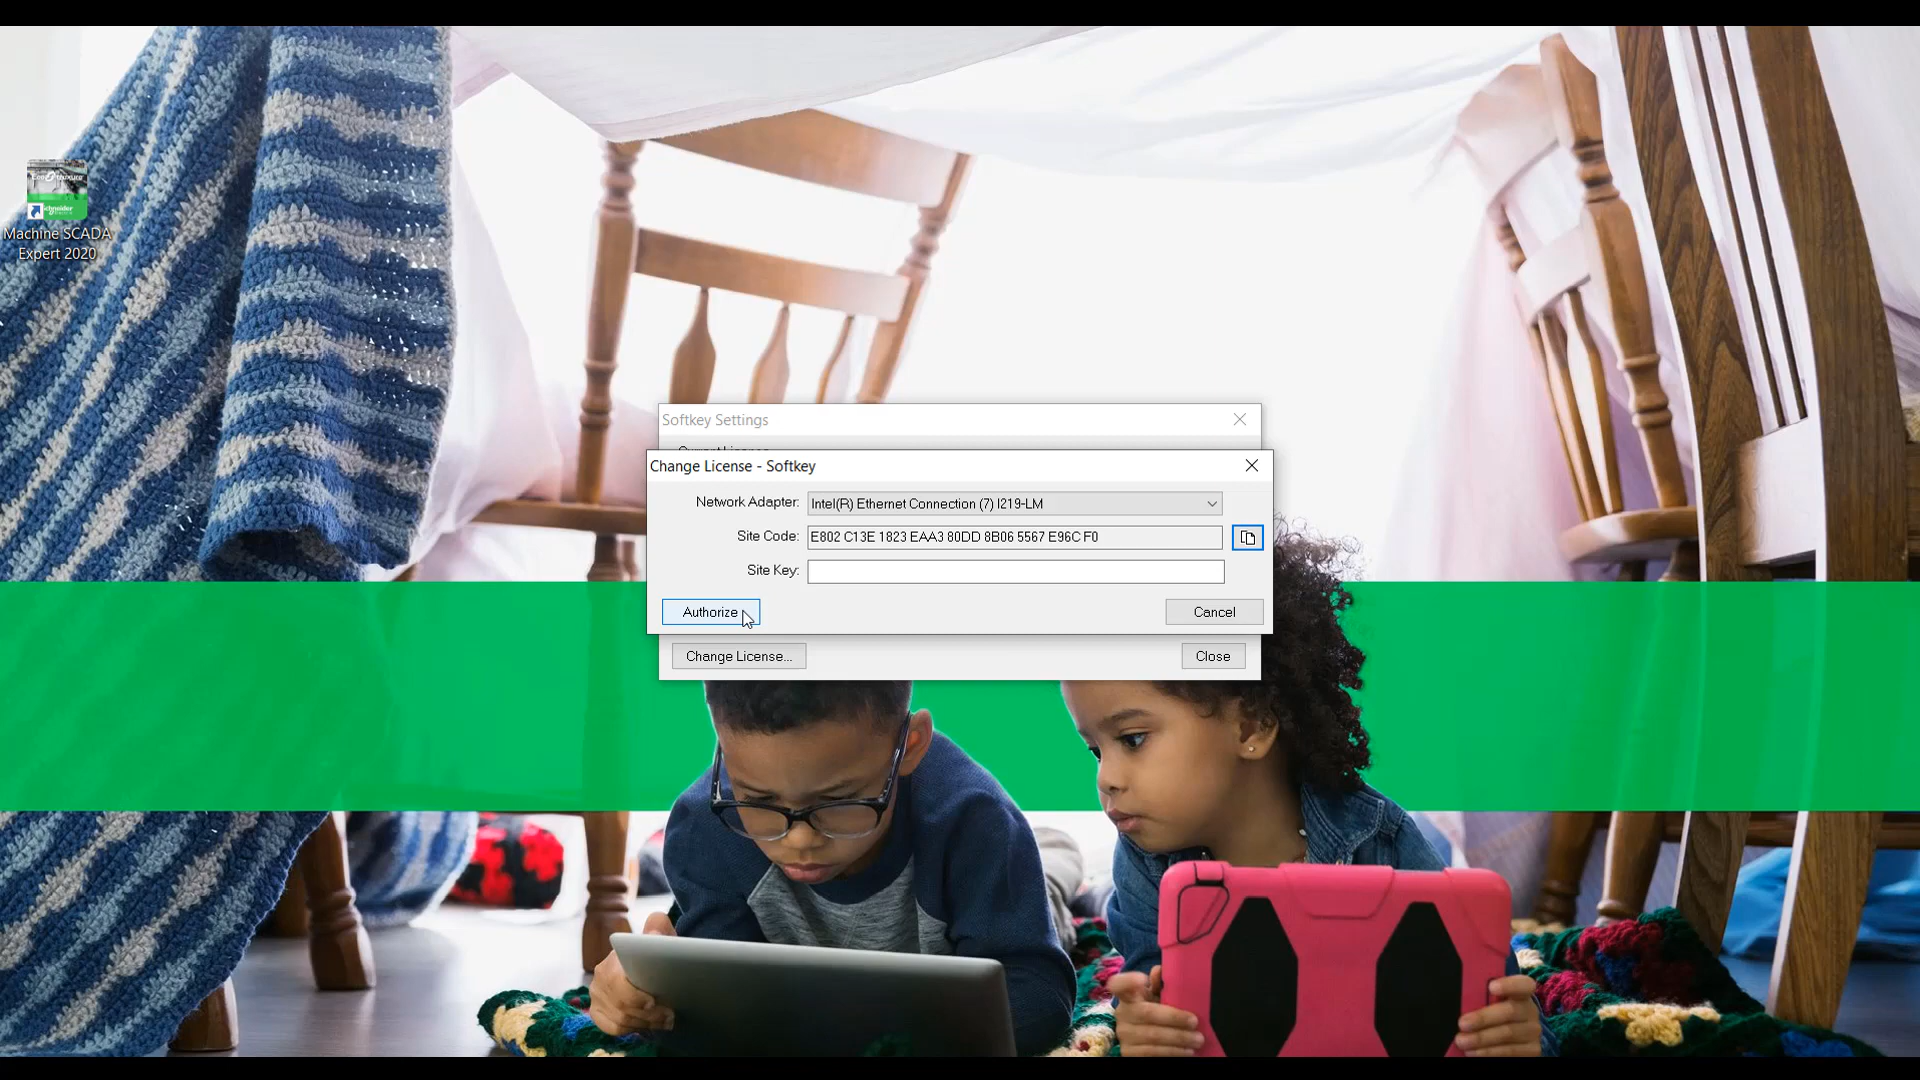 Machine SCADA
Expert 2020
Softkey Settings
Change License - Softkey
Network Adapter: Intel(R) Ethernet Connection (7) I219-LM
Site Code: E802 C13E 1823 EAA3 80DD 8B06 5567 E96C F0
Site Key:
Authorize
Cancel
Change License...
Close